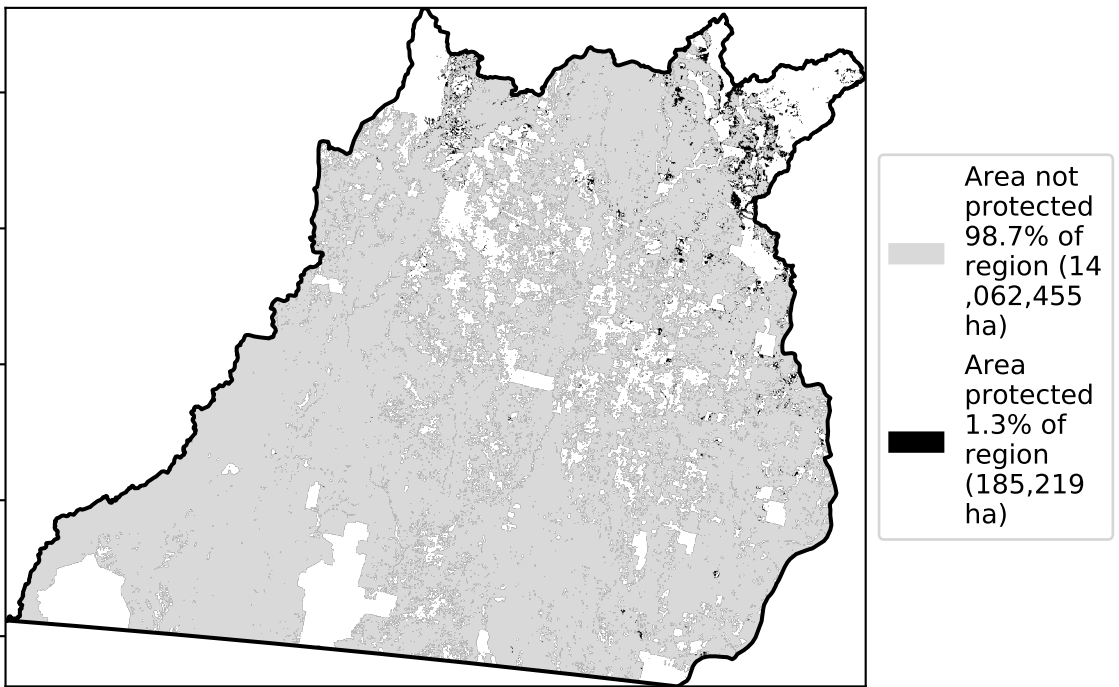 Area not
protected
98.7% of
region (14
,062,455
ha)
Area
protected
1.3% of
region
(185,219
ha)